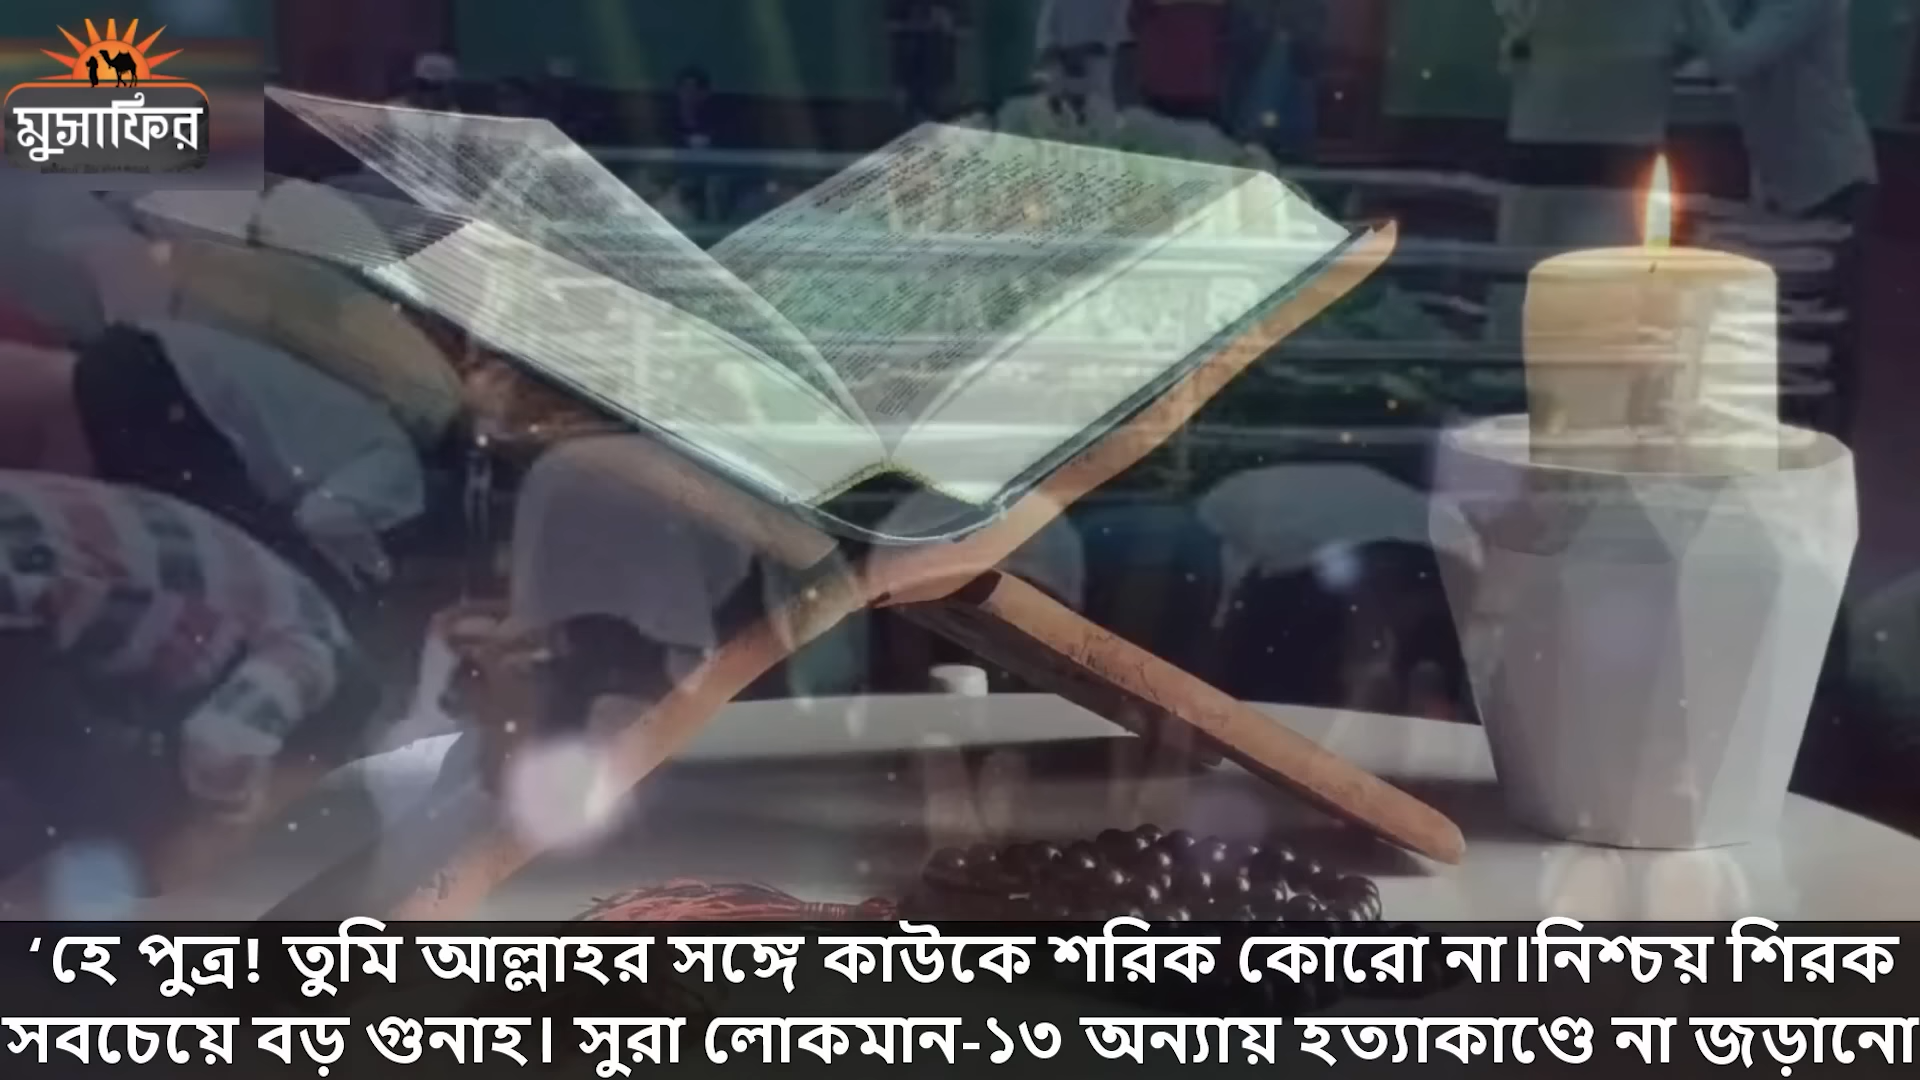 মুসাফির
‘হে পুত্র! তুমি আল্লাহর সঙ্গে কাউকে শরিক কোরো না।নিশ্চয় শিরক
সবচেয়ে বড় গুনাহ। সুরা লোকমান-১৩ অন্যায় হত্যাকাণ্ডে না জড়ানো